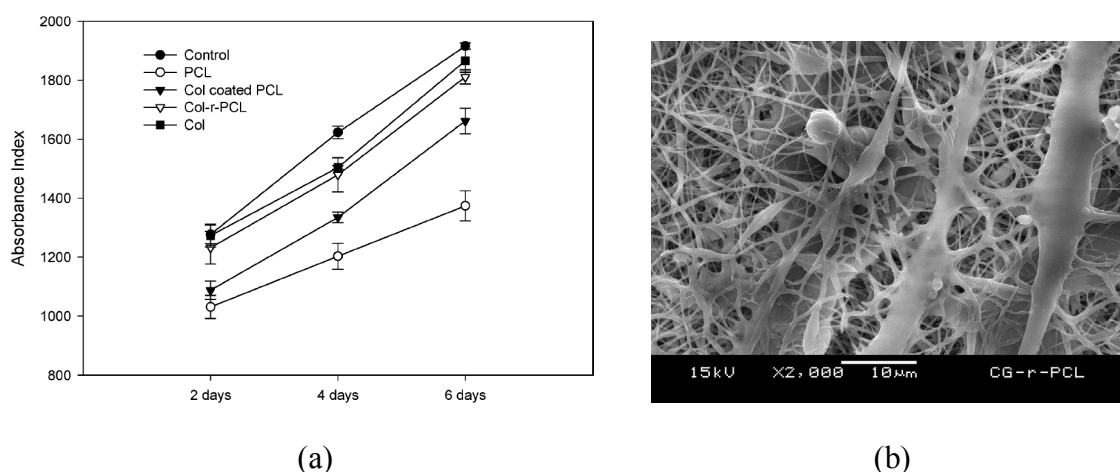 2000
1800
1600
1400
1200
1000
800
Absorbance Index
Control
PCL
Col coated PCL
Col-r-PCL
Col
2 days
4 days
6 days
15kV X2,000 10μm CG-r-PCL
(a)
(b)